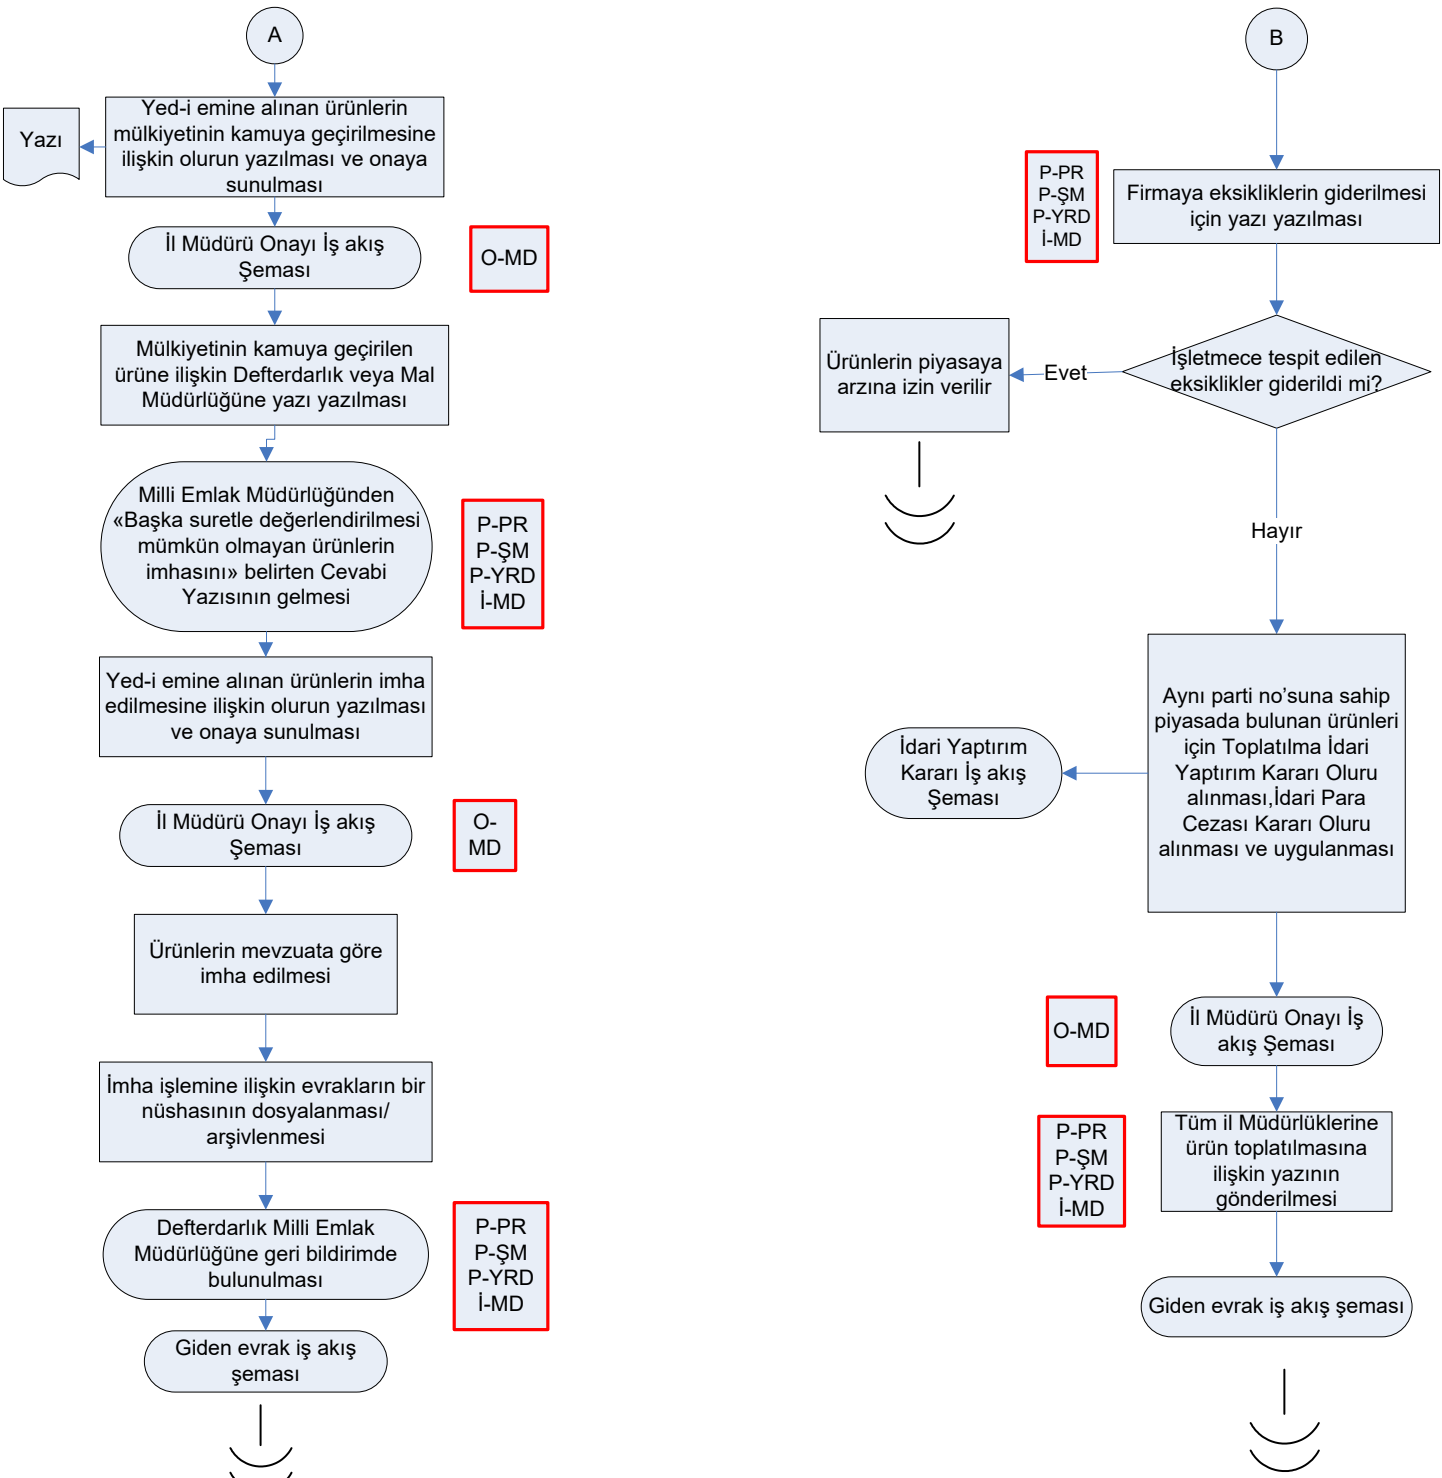 A
Yed-i emine alınan ürünlerin
mülkiyetinin kamuya geçirilmesine
ilişkin olurun yazılması ve onaya
sunulması
Yazı
İl Müdürü Onayı İş akış
Şeması
O-MD
Mülkiyetinin kamuya geçirilen
ürüne ilişkin Defterdarlık veya Mal
Müdürlüğüne yazı yazılması
Milli Emlak Müdürlüğünden
«Başka suretle değerlendirilmesi
mümkün olmayan ürünlerin
imhasını» belirten Cevabi
Yazısının gelmesi
P-PR
P-ŞM
P-YRD
İ-MD
Yed-i emine alınan ürünlerin imha
edilmesine ilişkin olurun yazılması
ve onaya sunulması
İl Müdürü Onayı İş akış
Şeması
O-
MD
Ürünlerin mevzuata göre
imha edilmesi
İmha işlemine ilişkin evrakların bir
nüshasının dosyalanması/
arşivlenmesi
Defterdarlık Milli Emlak
Müdürlüğüne geri bildirimde
bulunulması
P-PR
P-ŞM
P-YRD
İ-MD
Giden evrak iş akış
şeması
B
P-PR
P-ŞM
P-YRD
İ-MD
Firmaya eksikliklerin giderilmesi
için yazı yazılması
İşletmece tespit edilen
eksiklikler giderildi mi?
Evet
Ürünlerin piyasaya
arzına izin verilir
Hayır
Aynı parti no’suna sahip
piyasada bulunan ürünleri
için Toplatılma İdari
Yaptırım Kararı Oluru
alınması,İdari Para
Cezası Kararı Oluru
alınması ve uygulanması
İdari Yaptırım
Kararı İş akış
Şeması
O-MD
İl Müdürü Onayı İş
akış Şeması
P-PR
P-ŞM
P-YRD
İ-MD
Tüm il Müdürlüklerine
ürün toplatılmasına
ilişkin yazının
gönderilmesi
Giden evrak iş akış şeması